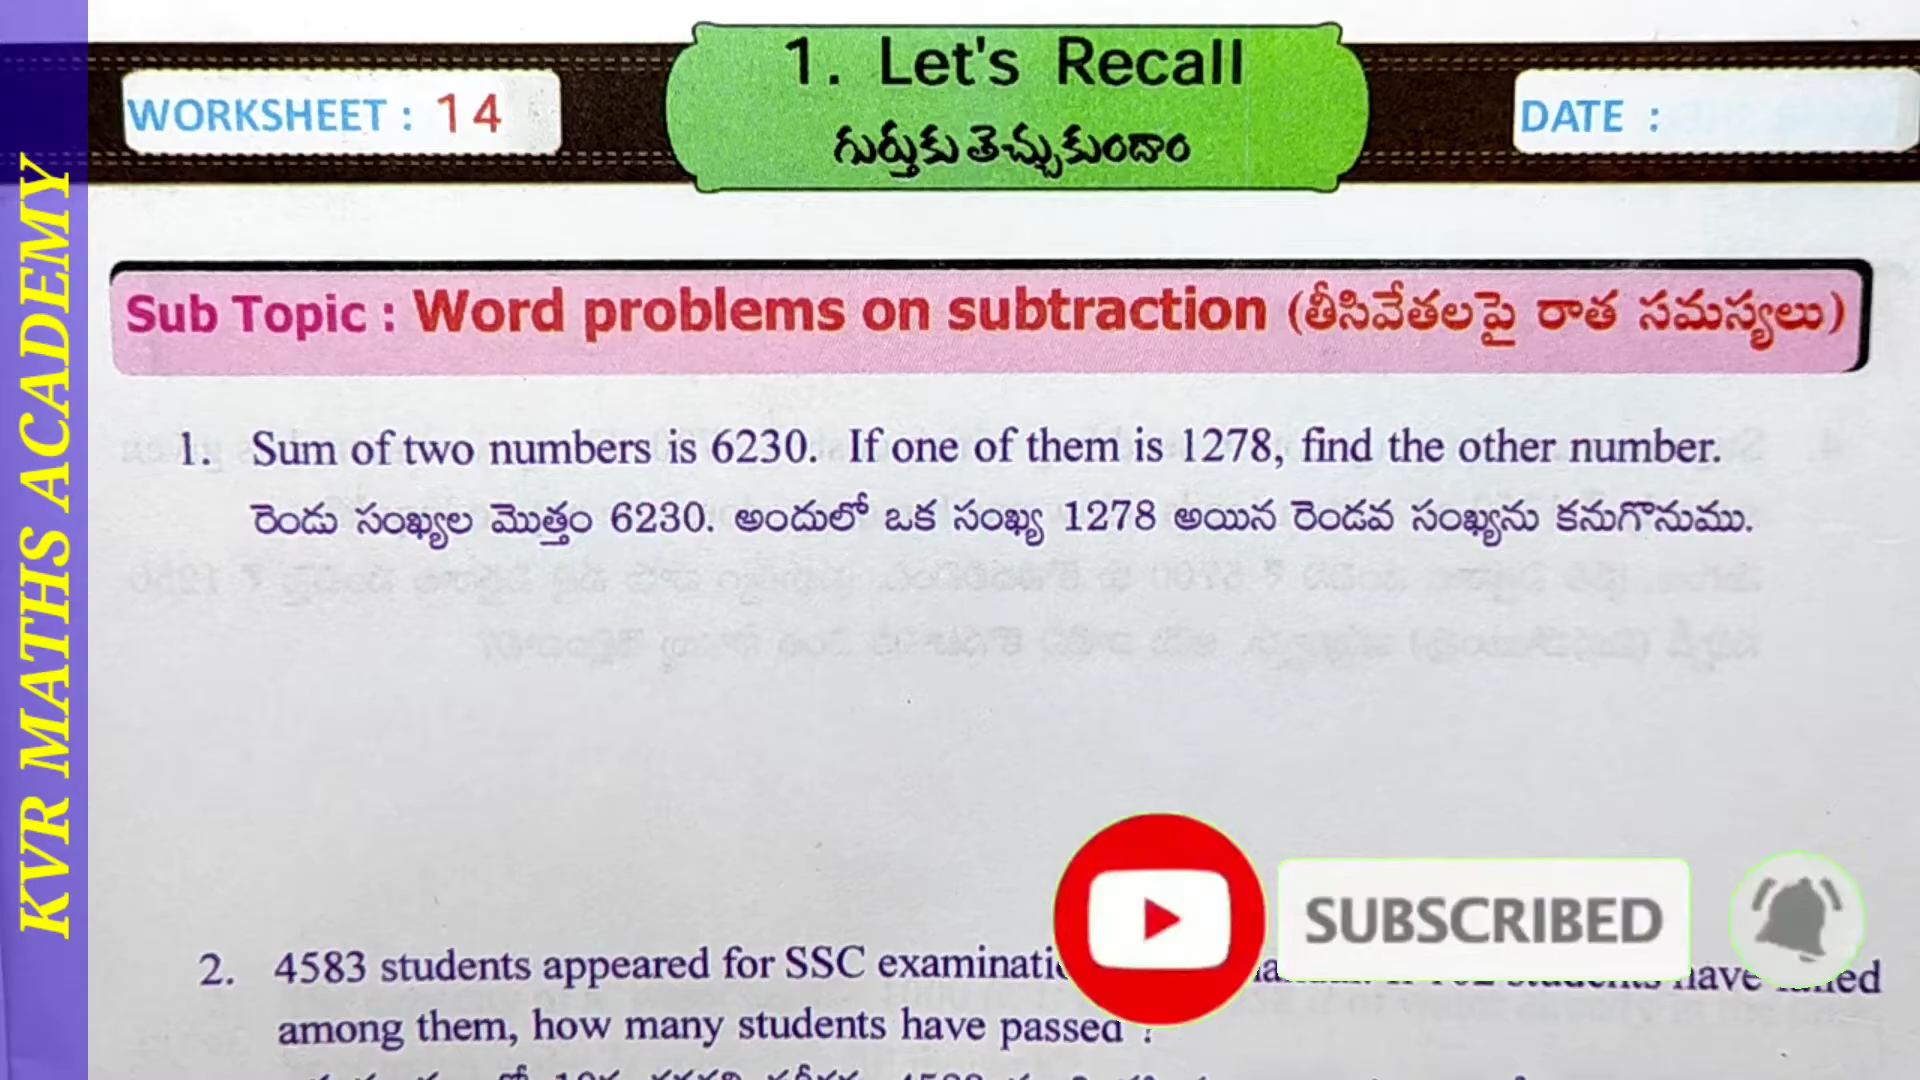 KVR MATHS ACADEMY
WORKSHEET : 14
1. Let's Recall
గుర్తుకు తెచ్చుకుందాం
DATE :
Sub Topic : Word problems on subtraction (తీసివేతలపై రాత సమస్యలు)
1. Sum of two numbers is 6230. If one of them is 1278, find the other number.
రెండు సంఖ్యల మొత్తం 6230. అందులో ఒక సంఖ్య 1278 అయిన రెండవ సంఖ్యను కనుగొనుము.
SUBSCRIBED
2. 4583 students appeared for SSC have
among them, how many students have passed ?